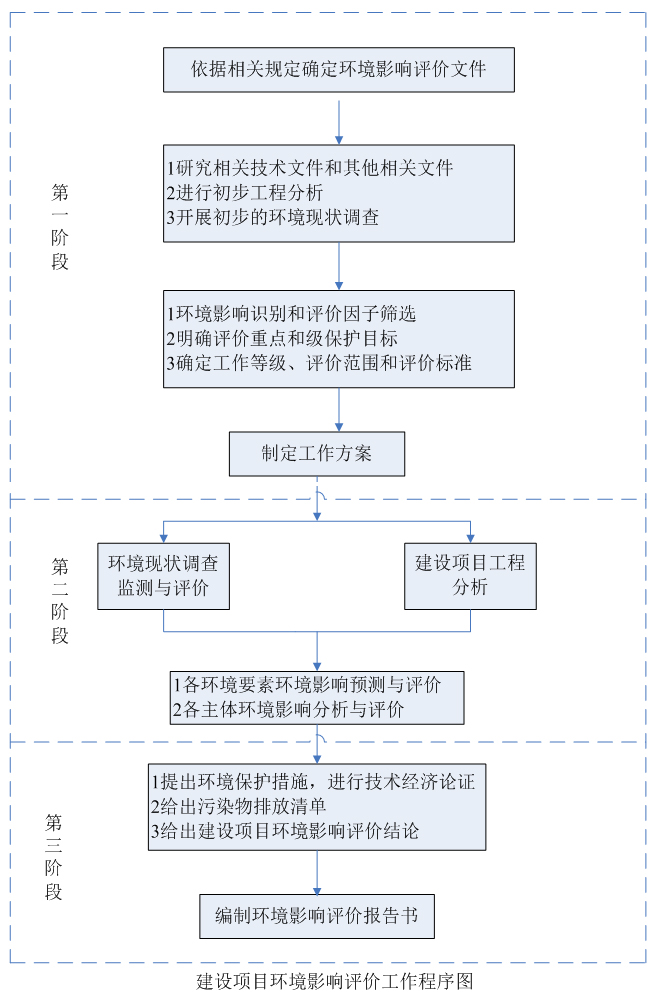 依据相关规定确定环境影响评价文件
第一阶段
1研究相关技术文件和其他相关文件
2进行初步工程分析
3开展初步的环境现状调查
1环境影响识别和评价因子筛选
2明确评价重点和级保护目标
3确定工作等级、评价范围和评价标准
制定工作方案
第二阶段
环境现状调查
监测与评价
建设项目工程
分析
1各环境要素环境影响预测与评价
2各主体环境影响分析与评价
第三阶段
1提出环境保护措施，进行技术经济论证
2给出污染物排放清单
3给出建设项目环境影响评价结论
编制环境影响评价报告书
建设项目环境影响评价工作程序图